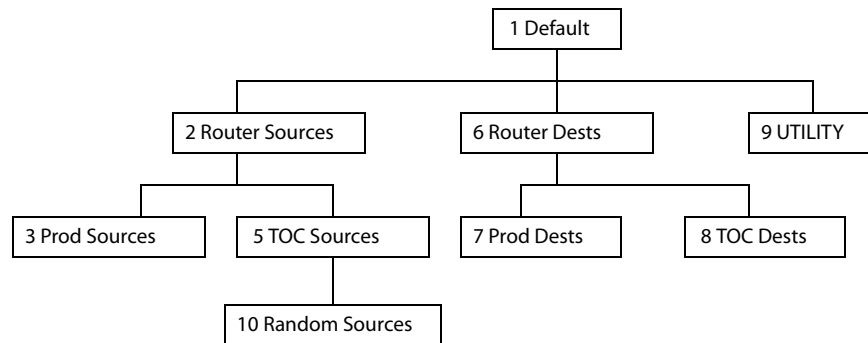 1 Default
2 Router Sources
6 Router Dests
9 UTILITY
3 Prod Sources
5 TOC Sources
7 Prod Dests
8 TOC Dests
10 Random Sources